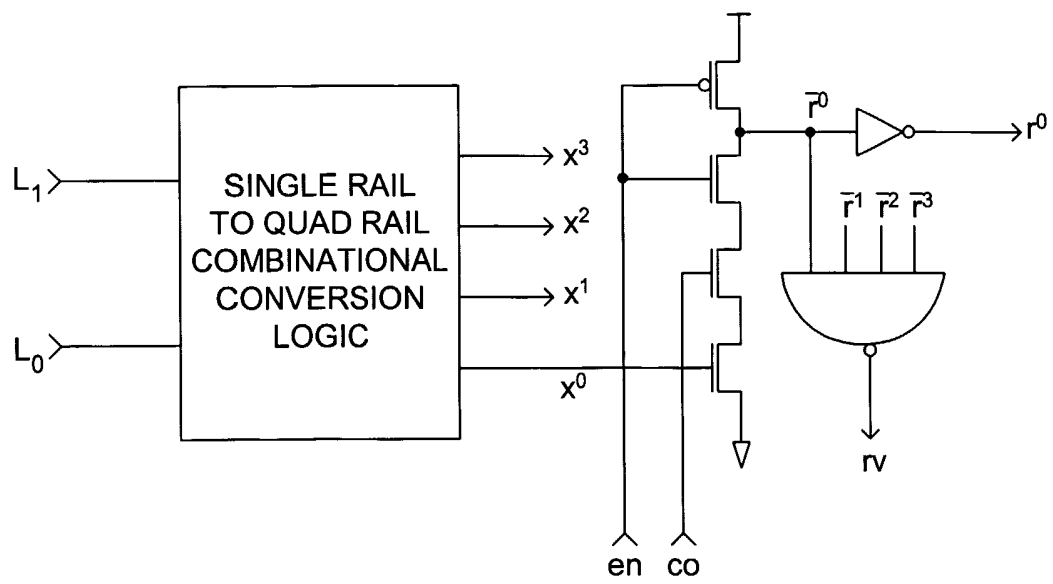 L₁
L₀
SINGLE RAIL
TO QUAD RAIL
COMBINATIONAL
CONVERSION
LOGIC
x³
x²
x¹
x⁰
r̅⁰
r⁰
r̅¹ r̅² r̅³
rv
en co